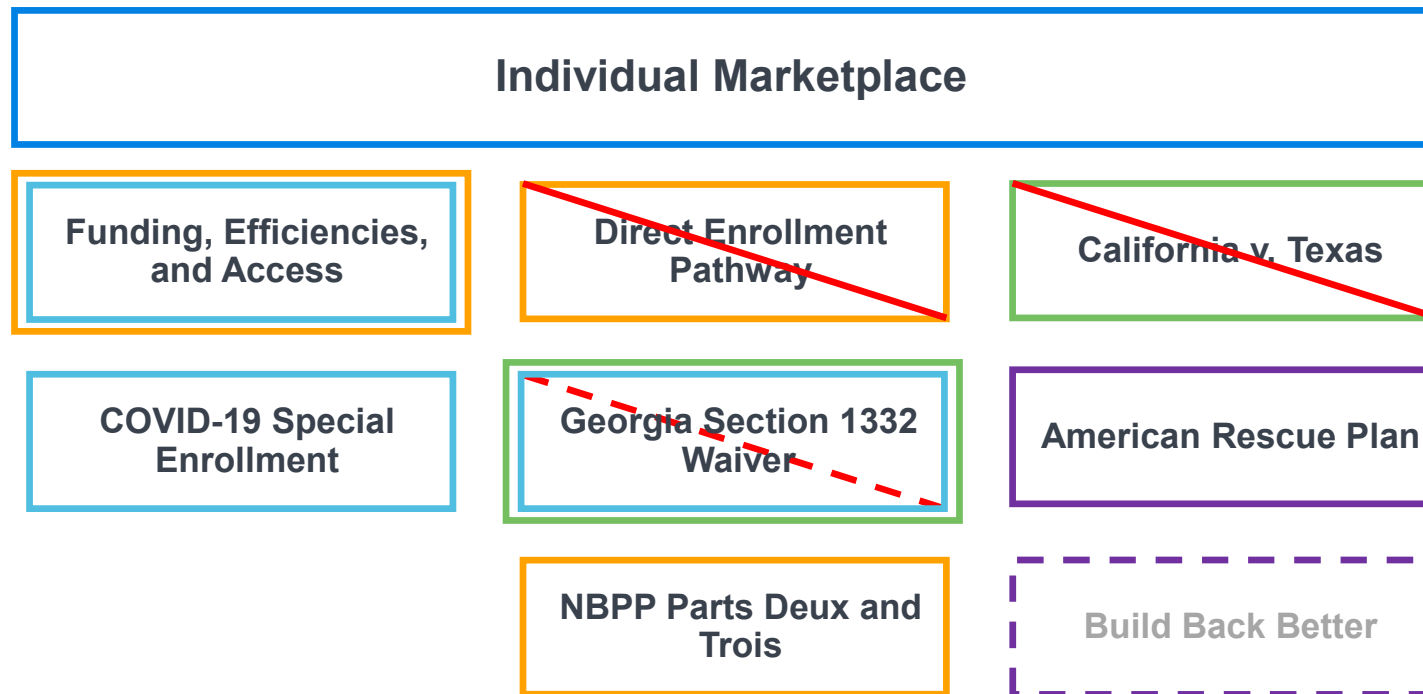 Individual Marketplace
Funding, Efficiencies,
and Access
Direct Enrollment
Pathway
California v. Texas
COVID-19 Special
Enrollment
Georgia Section 1332
Waiver
American Rescue Plan
NBPP Parts Deux and
Trois
Build Back Better